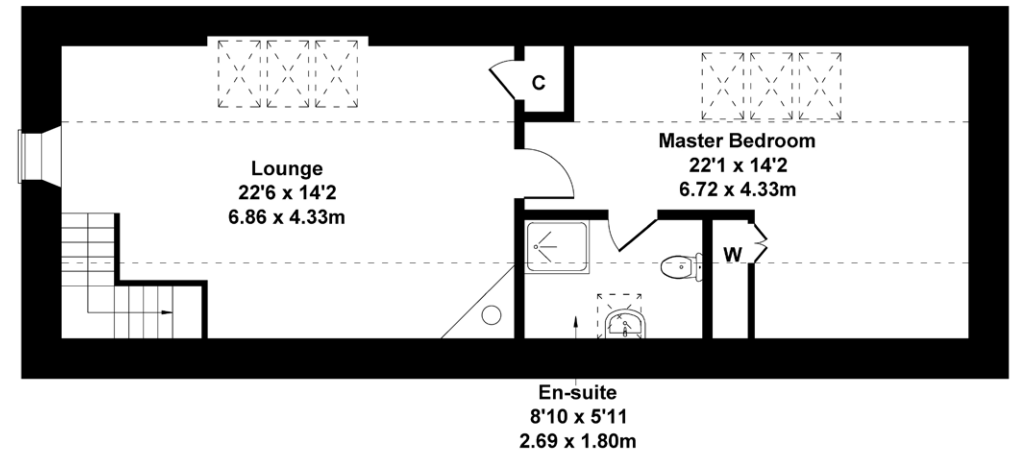 C
Lounge
22'6 x 14'2
6.86 x 4.33m
Master Bedroom
22'1 x 14'2
6.72 x 4.33m
W
En-suite
8'10 x 5'11
2.69 x 1.80m